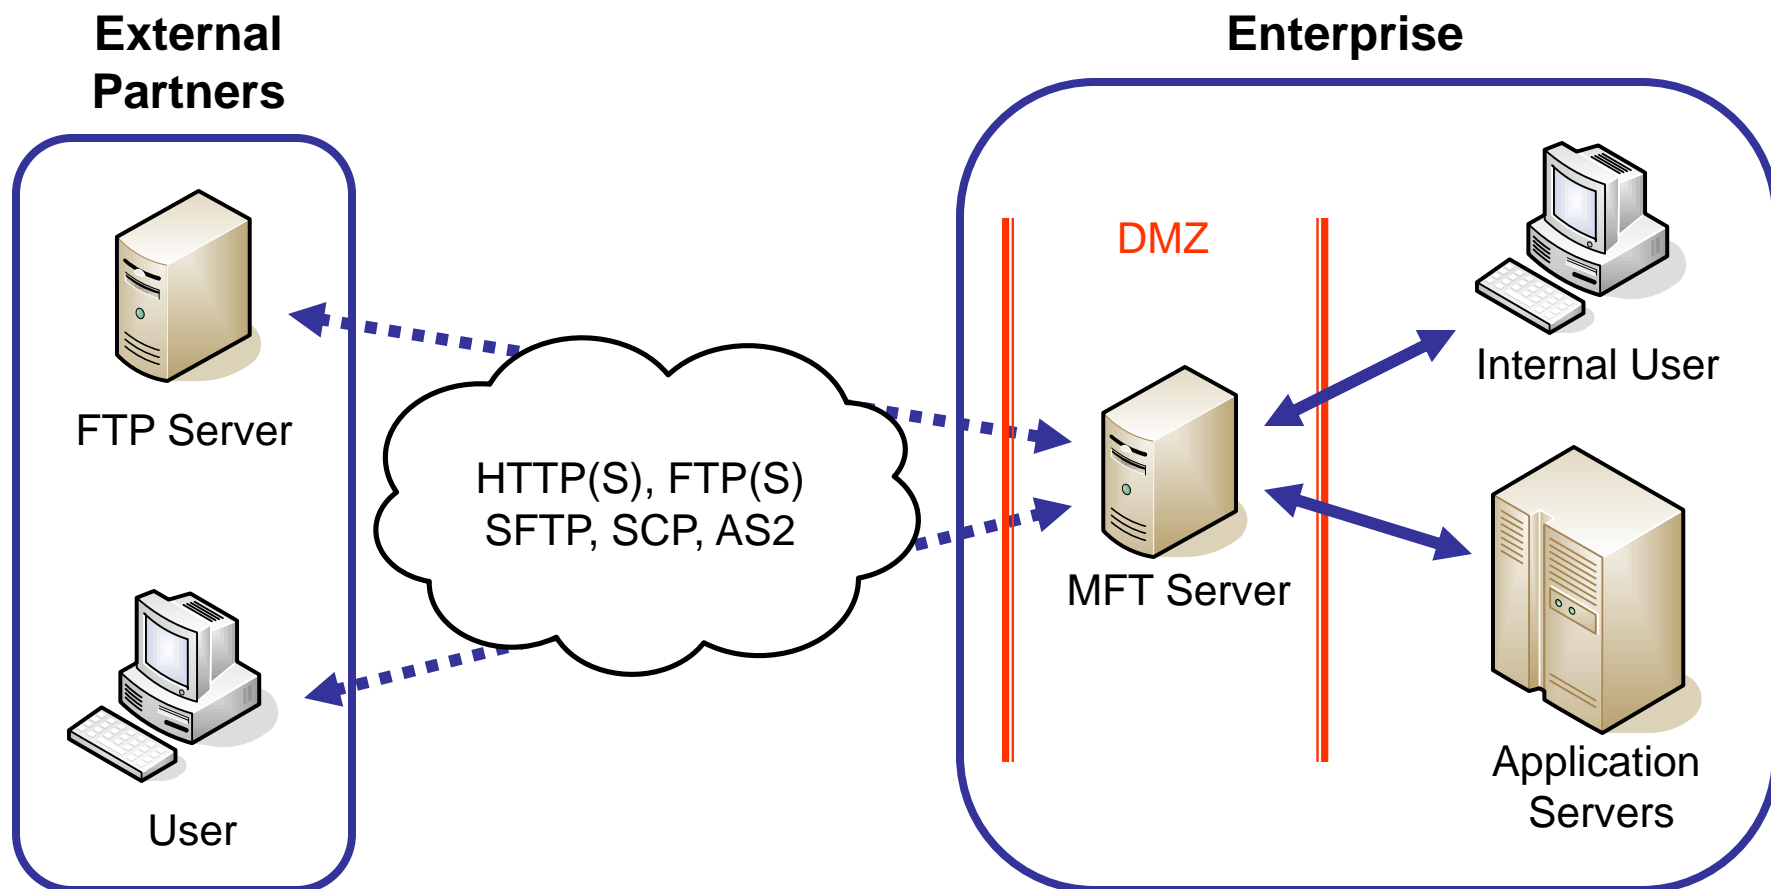 External
Partners
Enterprise
FTP Server
User
HTTP(S), FTP(S)
SFTP, SCP, AS2
DMZ
MFT Server
Internal User
Application
Servers